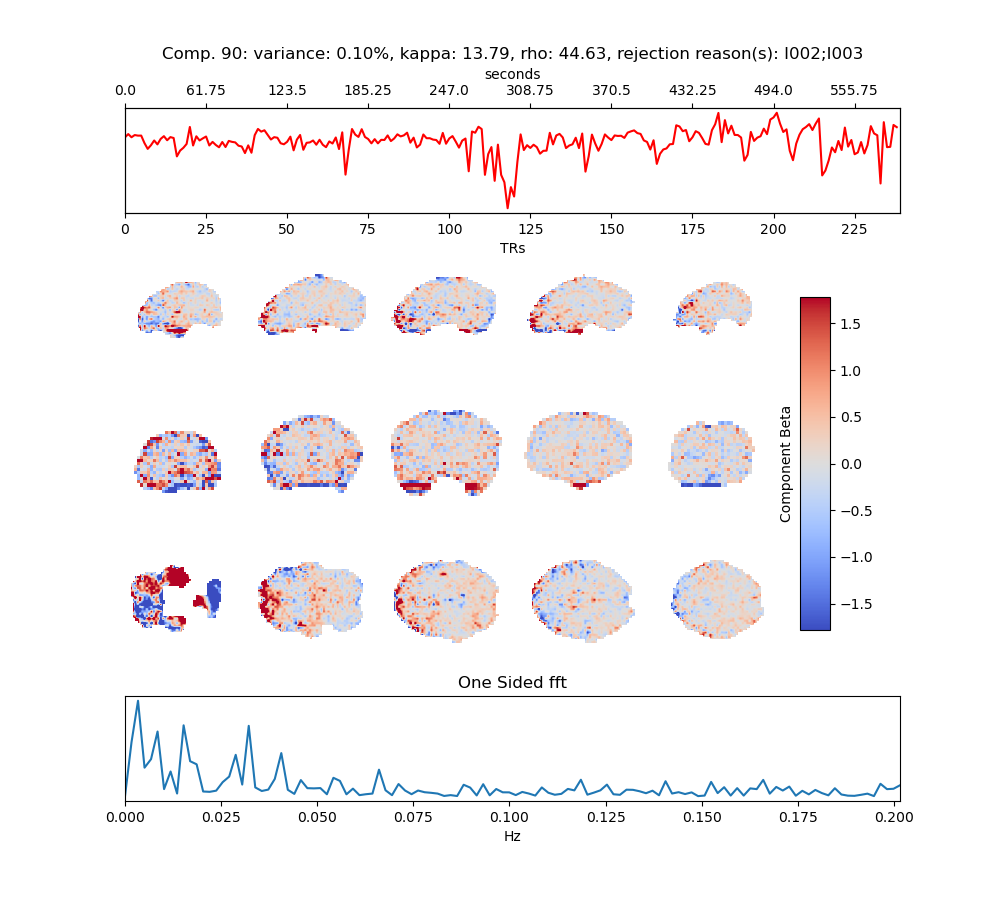 Comp. 90: variance: 0.10%, kappa: 13.79, rho: 44.63, rejection reason(s): I002;I003
seconds
0.0 61.75 123.5 185.25 247.0 308.75 370.5 432.25 494.0 555.75
0 25 50 75 100 125 150 175 200 225
TRs
Component Beta
1.5
1.0
0.5
0.0
−0.5
−1.0
−1.5
One Sided fft
0.000 0.025 0.050 0.075 0.100 0.125 0.150 0.175 0.200
Hz